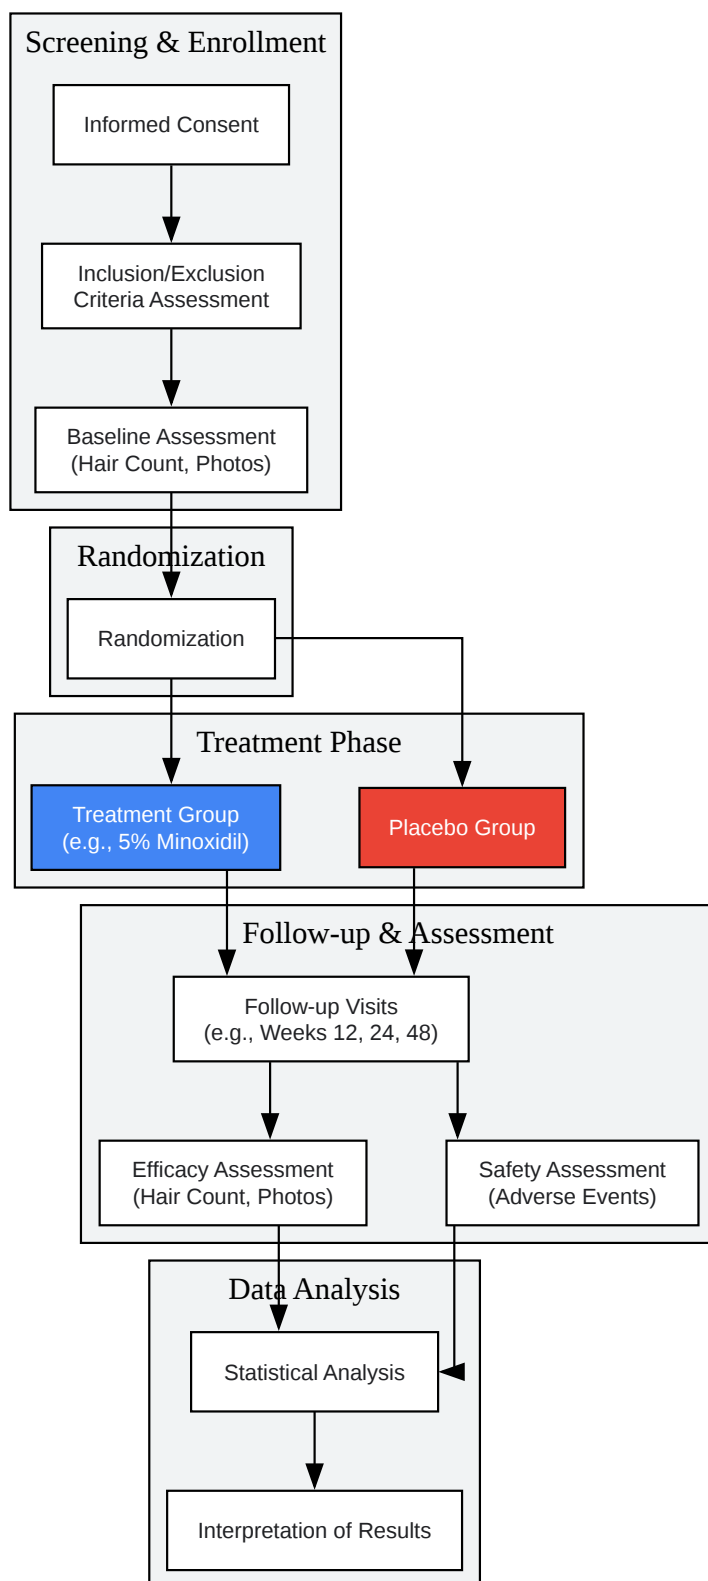 Screening & Enrollment
Informed Consent
Inclusion/Exclusion
Criteria Assessment
Baseline Assessment
(Hair Count, Photos)
Randomization
Randomization
Treatment Phase
Treatment Group
(e.g., 5% Minoxidil)
Placebo Group
Follow-up & Assessment
Follow-up Visits
(e.g., Weeks 12, 24, 48)
Efficacy Assessment
(Hair Count, Photos)
Safety Assessment
(Adverse Events)
Data Analysis
Statistical Analysis
Interpretation of Results